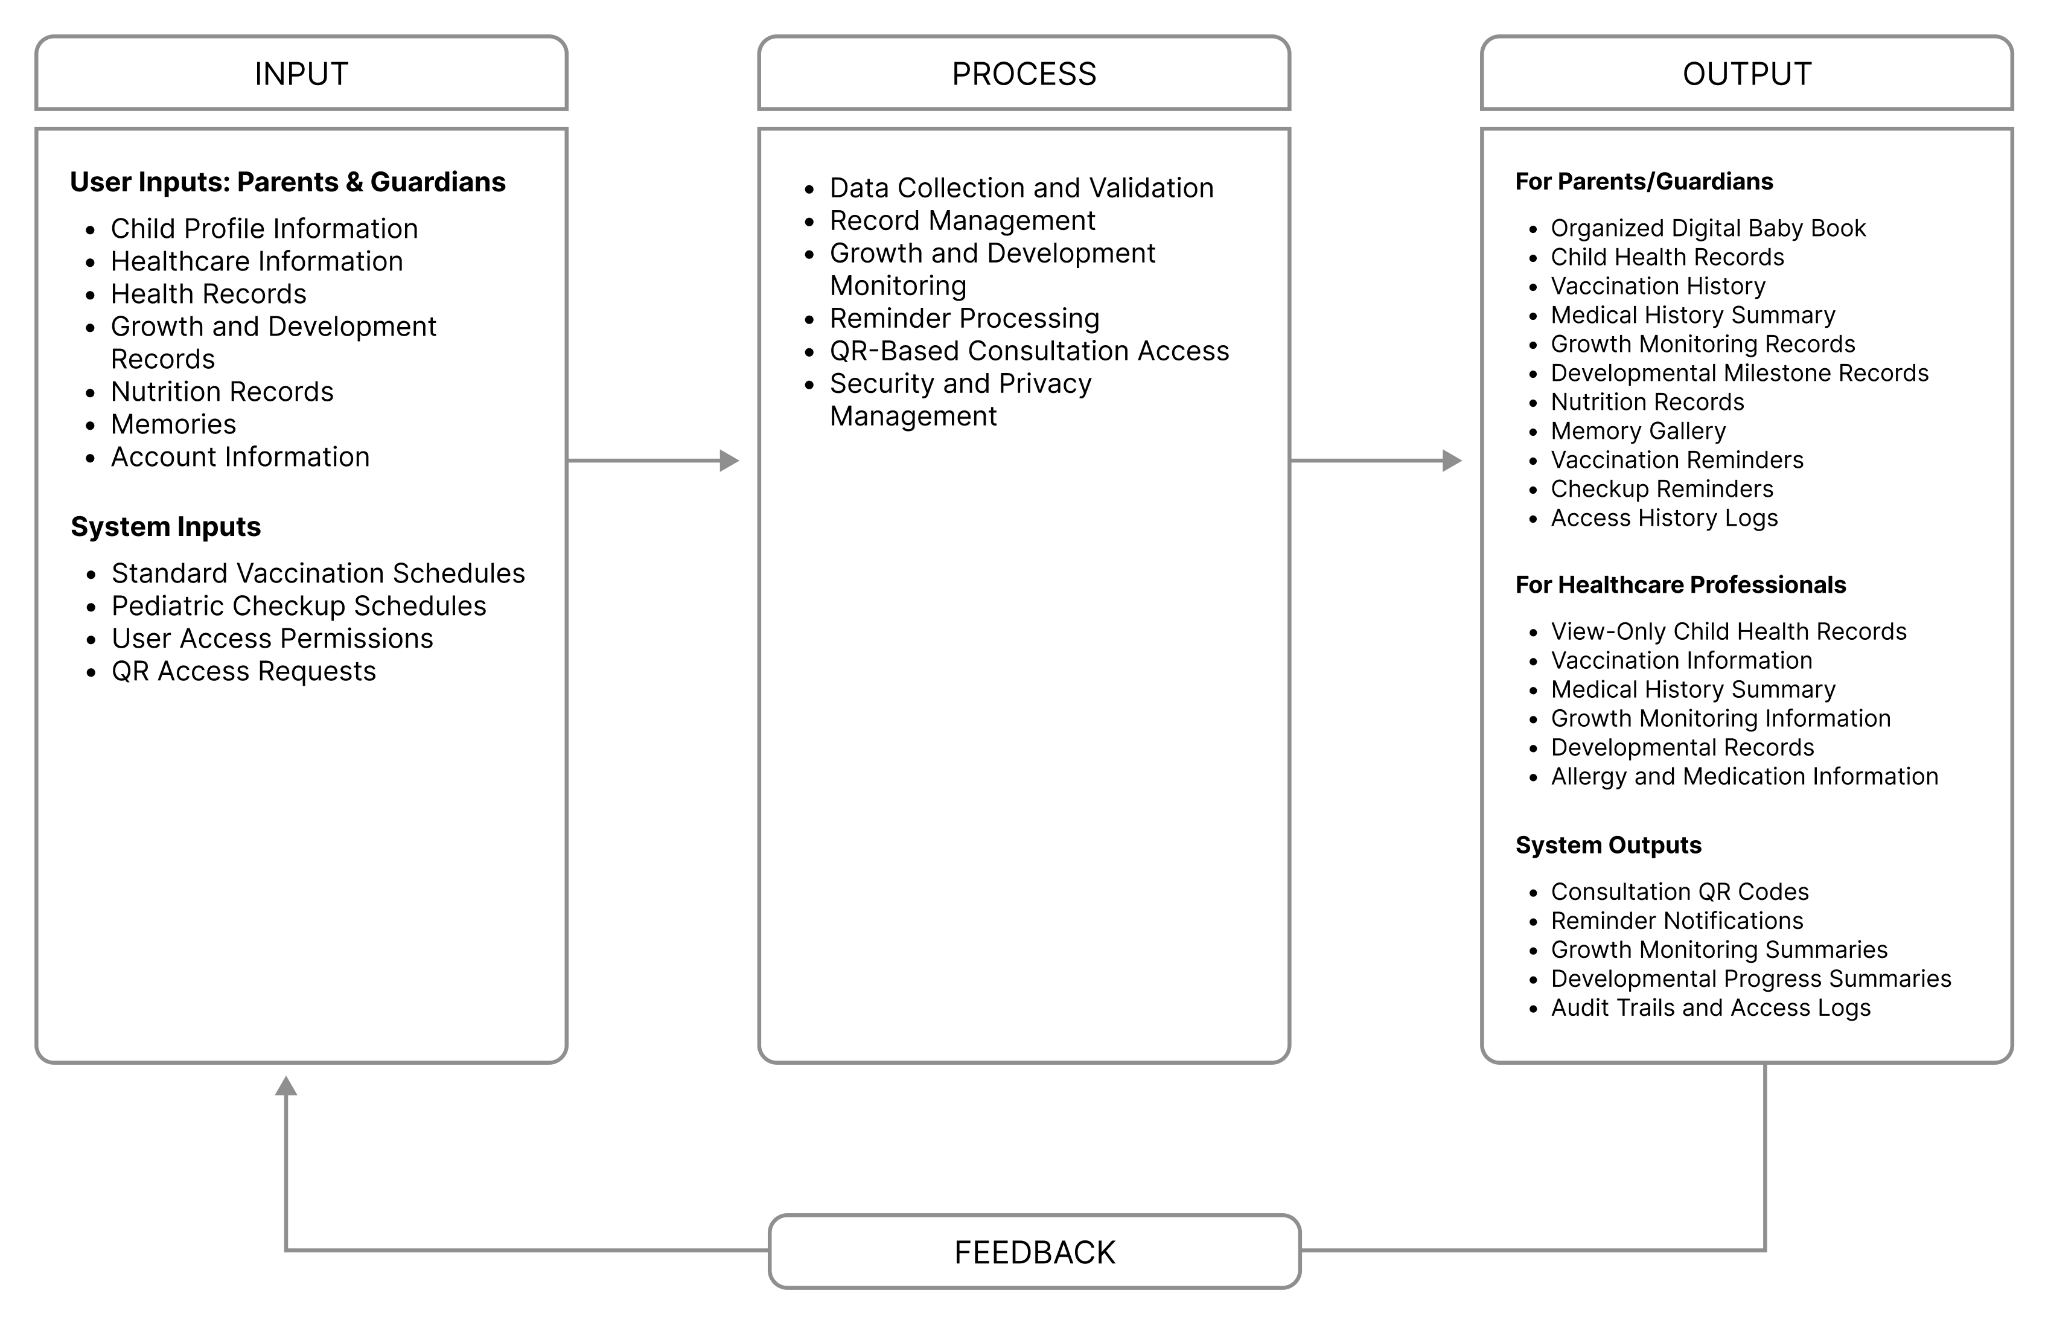 INPUT
User Inputs: Parents & Guardians
• Child Profile Information
• Healthcare Information
• Health Records
• Growth and Development
Records
• Nutrition Records
• Memories
• Account Information
System Inputs
• Standard Vaccination Schedules
• Pediatric Checkup Schedules
• User Access Permissions
• QR Access Requests
PROCESS
• Data Collection and Validation
• Record Management
• Growth and Development
Monitoring
• Reminder Processing
• QR-Based Consultation Access
• Security and Privacy
Management
OUTPUT
For Parents/Guardians
• Organized Digital Baby Book
• Child Health Records
• Vaccination History
• Medical History Summary
• Growth Monitoring Records
• Developmental Milestone Records
• Nutrition Records
• Memory Gallery
• Vaccination Reminders
• Checkup Reminders
• Access History Logs
For Healthcare Professionals
• View-Only Child Health Records
• Vaccination Information
• Medical History Summary
• Growth Monitoring Information
• Developmental Records
• Allergy and Medication Information
System Outputs
• Consultation QR Codes
• Reminder Notifications
• Growth Monitoring Summaries
• Developmental Progress Summaries
• Audit Trails and Access Logs
FEEDBACK